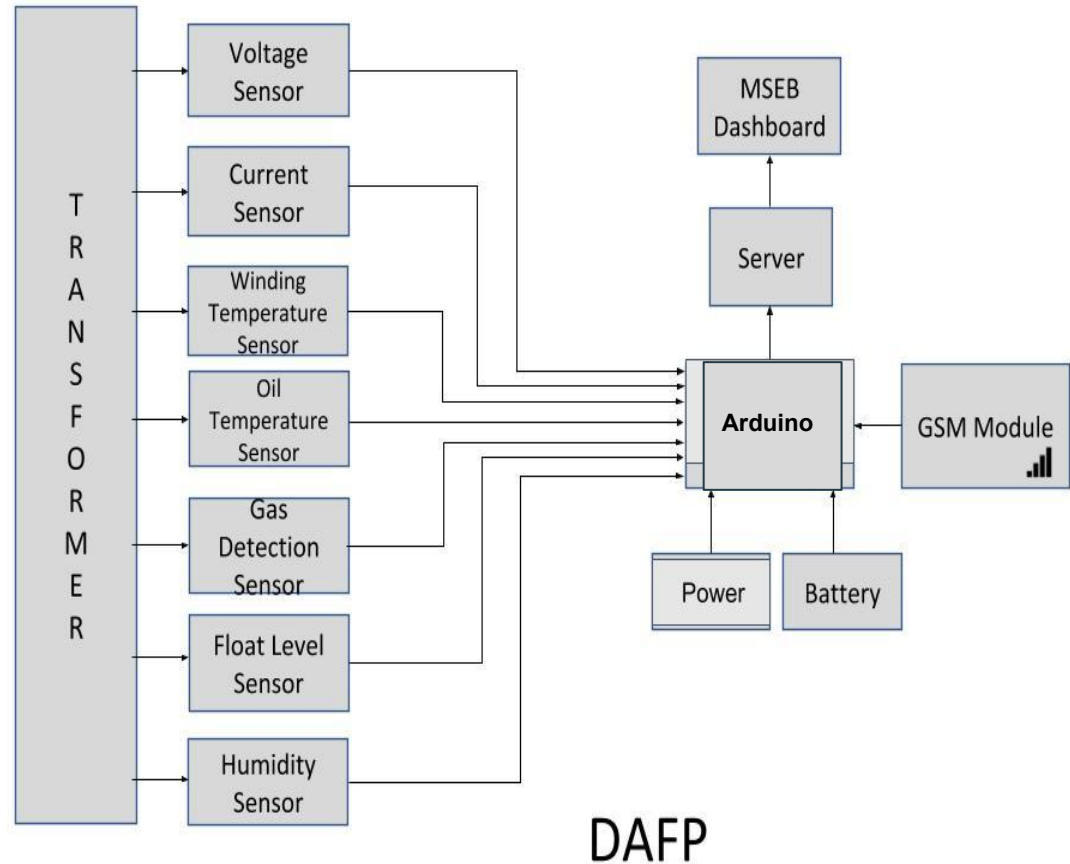 T
R
A
N
S
F
O
R
M
E
R
Voltage
Sensor
Current
Sensor
Winding
Temperature
Sensor
Oil
Temperature
Sensor
Gas
Detection
Sensor
Float Level
Sensor
Humidity
Sensor
MSEB
Dashboard
Server
Arduino
GSM Module
Power
Battery
DAFP